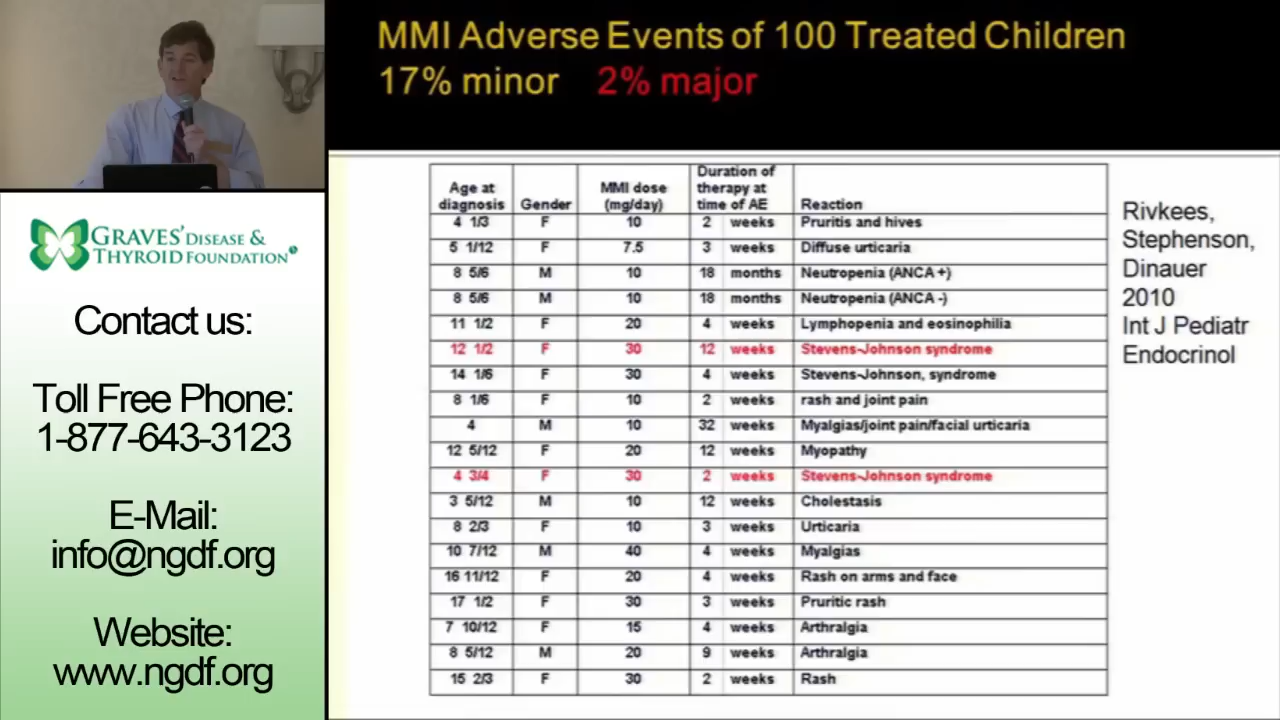 MMI Adverse Events of 100 Treated Children
17% minor 2% major
GRAVES' DISEASE &
THYROID FOUNDATION
Contact us:
Toll Free Phone:
1-877-643-3123
E-Mail:
info@ngdf.org
Website:
www.ngdf.org
Age at diagnosis Gender MMI dose (mg/day) Duration of therapy at time of AE Reaction
4 1/3 F 10 2 weeks Pruritis and hives
5 1/12 F 7.5 3 weeks Diffuse urticaria
8 5/6 M 10 18 months Neutropenia (ANCA +)
8 5/6 M 10 18 months Neutropenia (ANCA -)
11 1/2 F 20 4 weeks Lymphopenia and eosinophilia
12 1/2 F 30 12 weeks Stevens-Johnson syndrome
14 1/6 F 30 4 weeks Stevens-Johnson, syndrome
8 1/6 F 10 2 weeks rash and joint pain
4 M 10 32 weeks Myalgias/joint pain/facial urticaria
12 5/12 F 20 12 weeks Myopathy
4 3/4 F 30 2 weeks Stevens-Johnson syndrome
3 5/12 M 10 12 weeks Cholestasis
8 2/3 F 10 3 weeks Urticaria
10 7/12 M 40 4 weeks Myalgias
16 11/12 F 20 4 weeks Rash on arms and face
17 1/2 F 30 3 weeks Pruritic rash
7 10/12 F 15 4 weeks Arthralgia
8 5/12 M 20 9 weeks Arthralgia
15 2/3 F 30 2 weeks Rash
Rivkees,
Stephenson,
Dinauer
2010
Int J Pediatr
Endocrinol